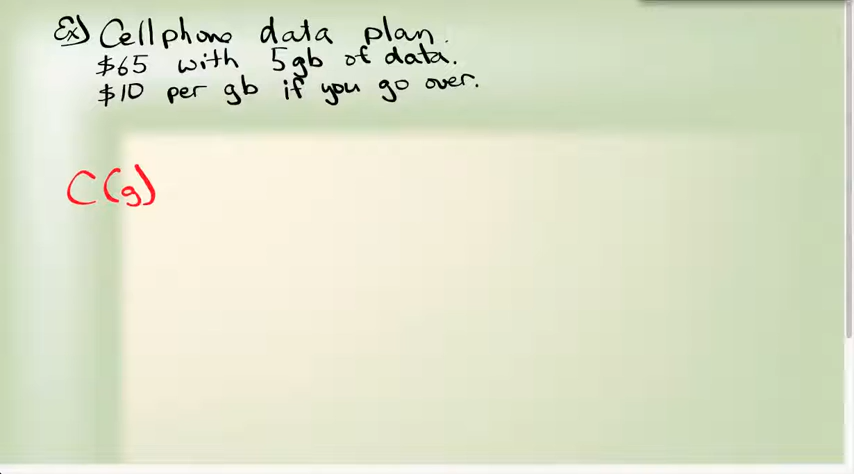 Ex) Cellphone data plan.
$65 with 5gb of data.
$10 per gb if you go over.
C(g)